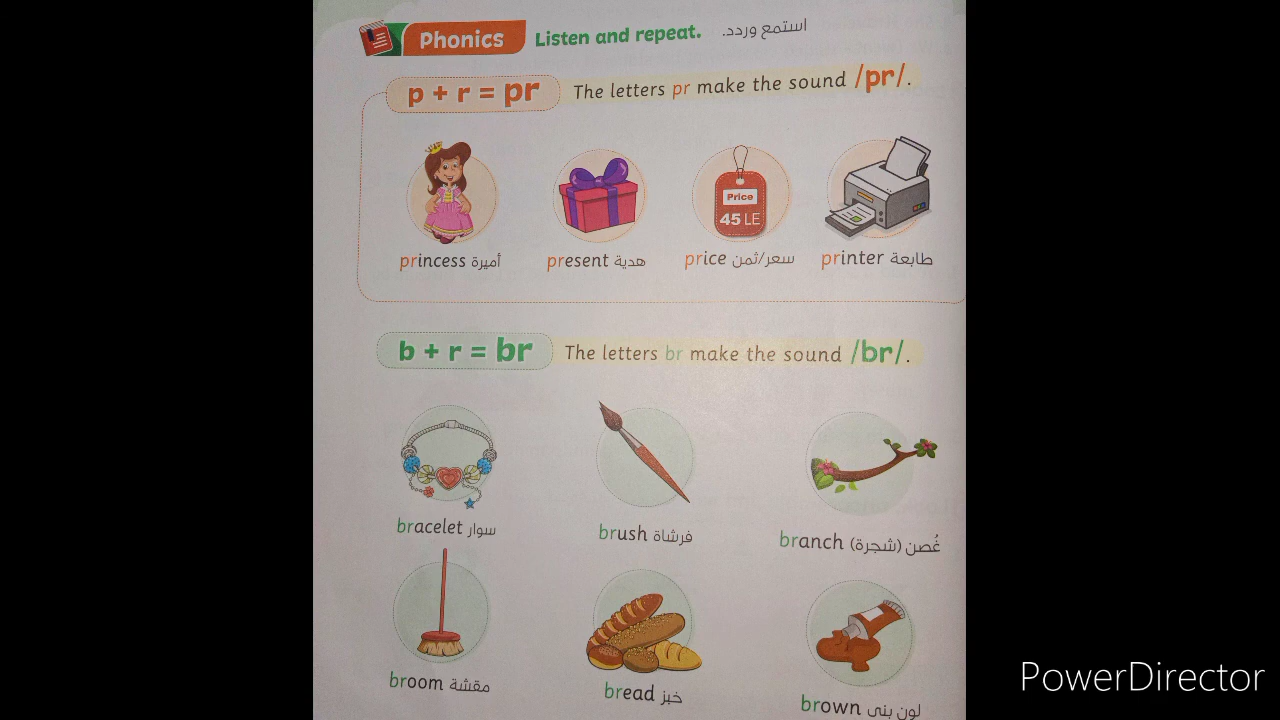 Phonics Listen and repeat. استمع وردد.
p + r = pr The letters pr make the sound /pr/.
Price
45 LE
princess أميرة present هدية price سعر/ثمن printer طابعة
b + r = br The letters br make the sound /br/.
bracelet سوار brush فرشاة branch غُصن (شجرة)
broom مقشة bread خبز brown لون بنى
PowerDirector